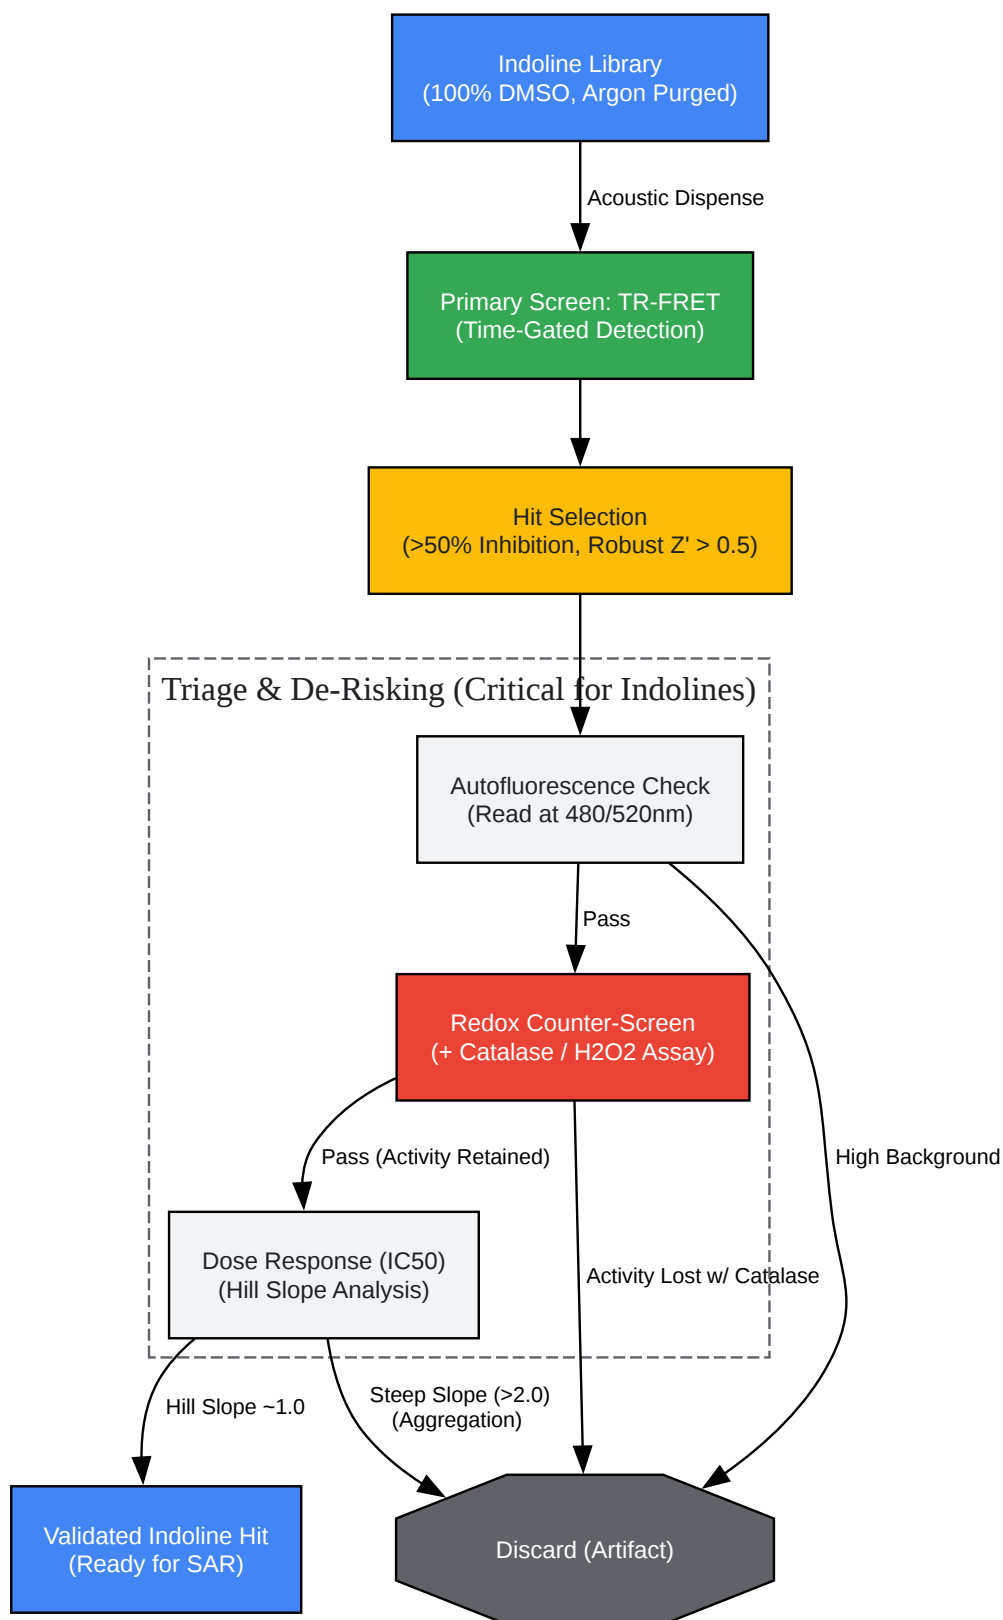 Indoline Library
(100% DMSO, Argon Purged)
Acoustic Dispense
Primary Screen: TR-FRET
(Time-Gated Detection)
Hit Selection
(>50% Inhibition, Robust Z' > 0.5)
Triage & De-Risking (Critical for Indolines)
Autofluorescence Check
(Read at 480/520nm)
Pass
Redox Counter-Screen
(+ Catalase / H2O2 Assay)
Pass (Activity Retained)
High Background
Dose Response (IC50)
(Hill Slope Analysis)
Activity Lost w/ Catalase
Hill Slope ~1.0
Steep Slope (>2.0)
(Aggregation)
Validated Indoline Hit
(Ready for SAR)
Discard (Artifact)